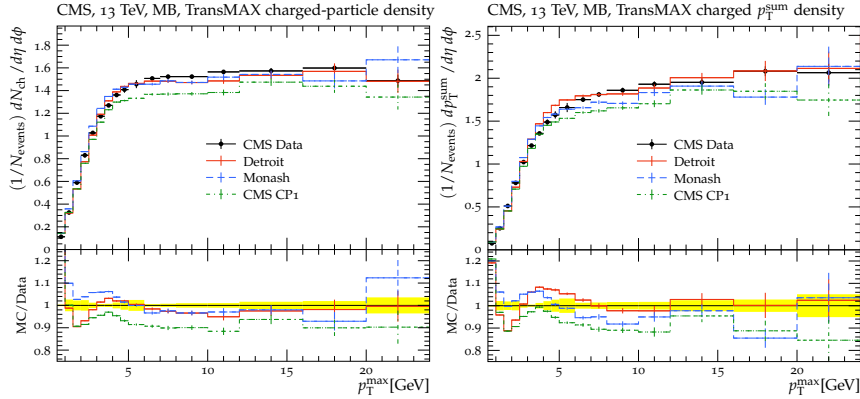 CMS, 13 TeV, MB, TransMAX charged-particle density
(1/N_events) dN_ch/dη dϕ
1.8
1.6
1.4
1.2
1
0.8
0.6
0.4
0.2
0
CMS Data
Detroit
Monash
CMS CP1
MC/Data
1.2
1.1
1
0.9
0.8
5
10
15
20
p_T^max[GeV]
CMS, 13 TeV, MB, TransMAX charged p_T^sum density
(1/N_events) dp_T^sum/dη dϕ
2.5
2
1.5
1
0.5
0
CMS Data
Detroit
Monash
CMS CP1
MC/Data
1.2
1.1
1
0.9
0.8
5
10
15
20
p_T^max[GeV]